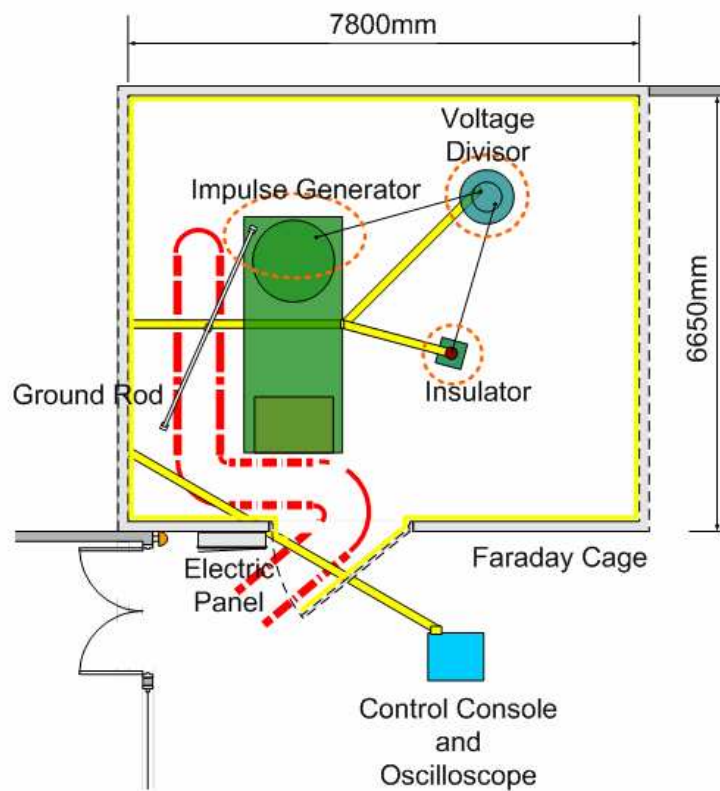 7800mm
Voltage
Divisor
Impulse Generator
6650mm
Ground Rod
Insulator
Electric
Panel
Faraday Cage
Control Console
and
Oscilloscope